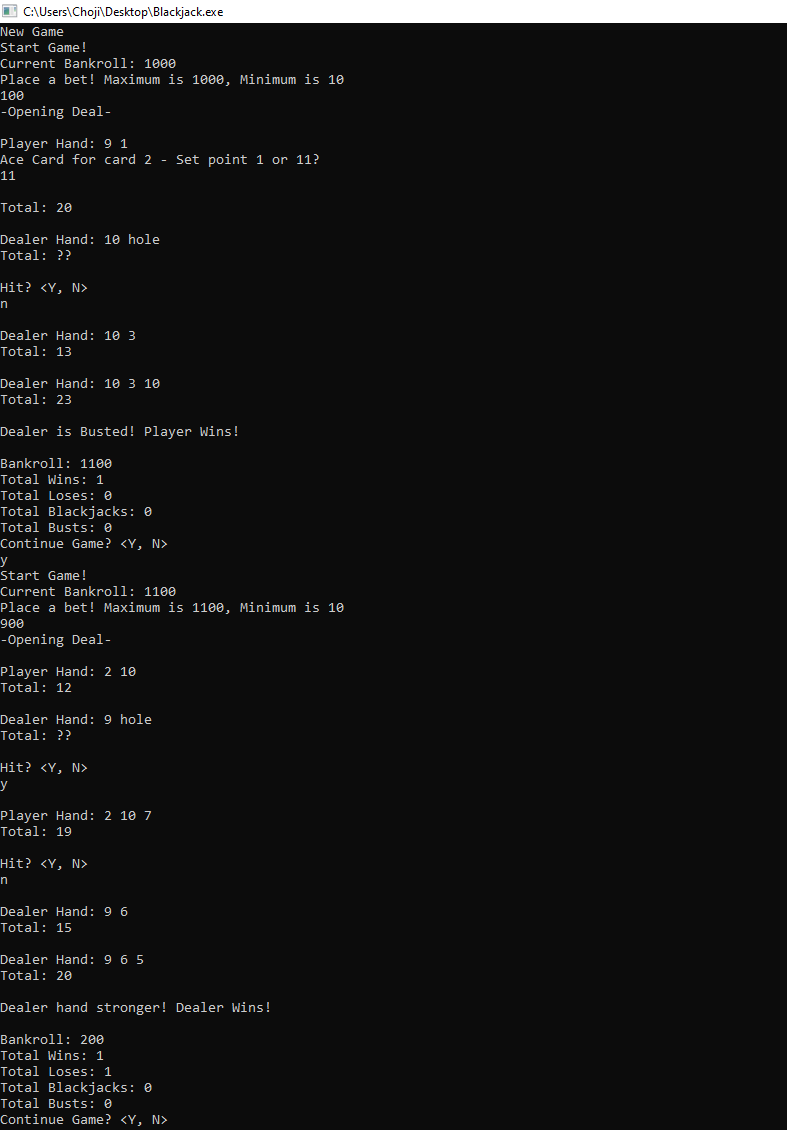 C:\Users\Choji\Desktop\Blackjack.exe
New Game
Start Game!
Current Bankroll: 1000
Place a bet! Maximum is 1000, Minimum is 10
100
-Opening Deal-
Player Hand: 9 1
Ace Card for card 2 - Set point 1 or 11?
11
Total: 20
Dealer Hand: 10 hole
Total: ??
Hit? <Y, N>
n
Dealer Hand: 10 3
Total: 13
Dealer Hand: 10 3 10
Total: 23
Dealer is Busted! Player Wins!
Bankroll: 1100
Total Wins: 1
Total Loses: 0
Total Blackjacks: 0
Total Busts: 0
Continue Game? <Y, N>
y
Start Game!
Current Bankroll: 1100
Place a bet! Maximum is 1100, Minimum is 10
900
-Opening Deal-
Player Hand: 2 10
Total: 12
Dealer Hand: 9 hole
Total: ??
Hit? <Y, N>
y
Player Hand: 2 10 7
Total: 19
Hit? <Y, N>
n
Dealer Hand: 9 6
Total: 15
Dealer Hand: 9 6 5
Total: 20
Dealer hand stronger! Dealer Wins!
Bankroll: 200
Total Wins: 1
Total Loses: 1
Total Blackjacks: 0
Total Busts: 0
Continue Game? <Y, N>